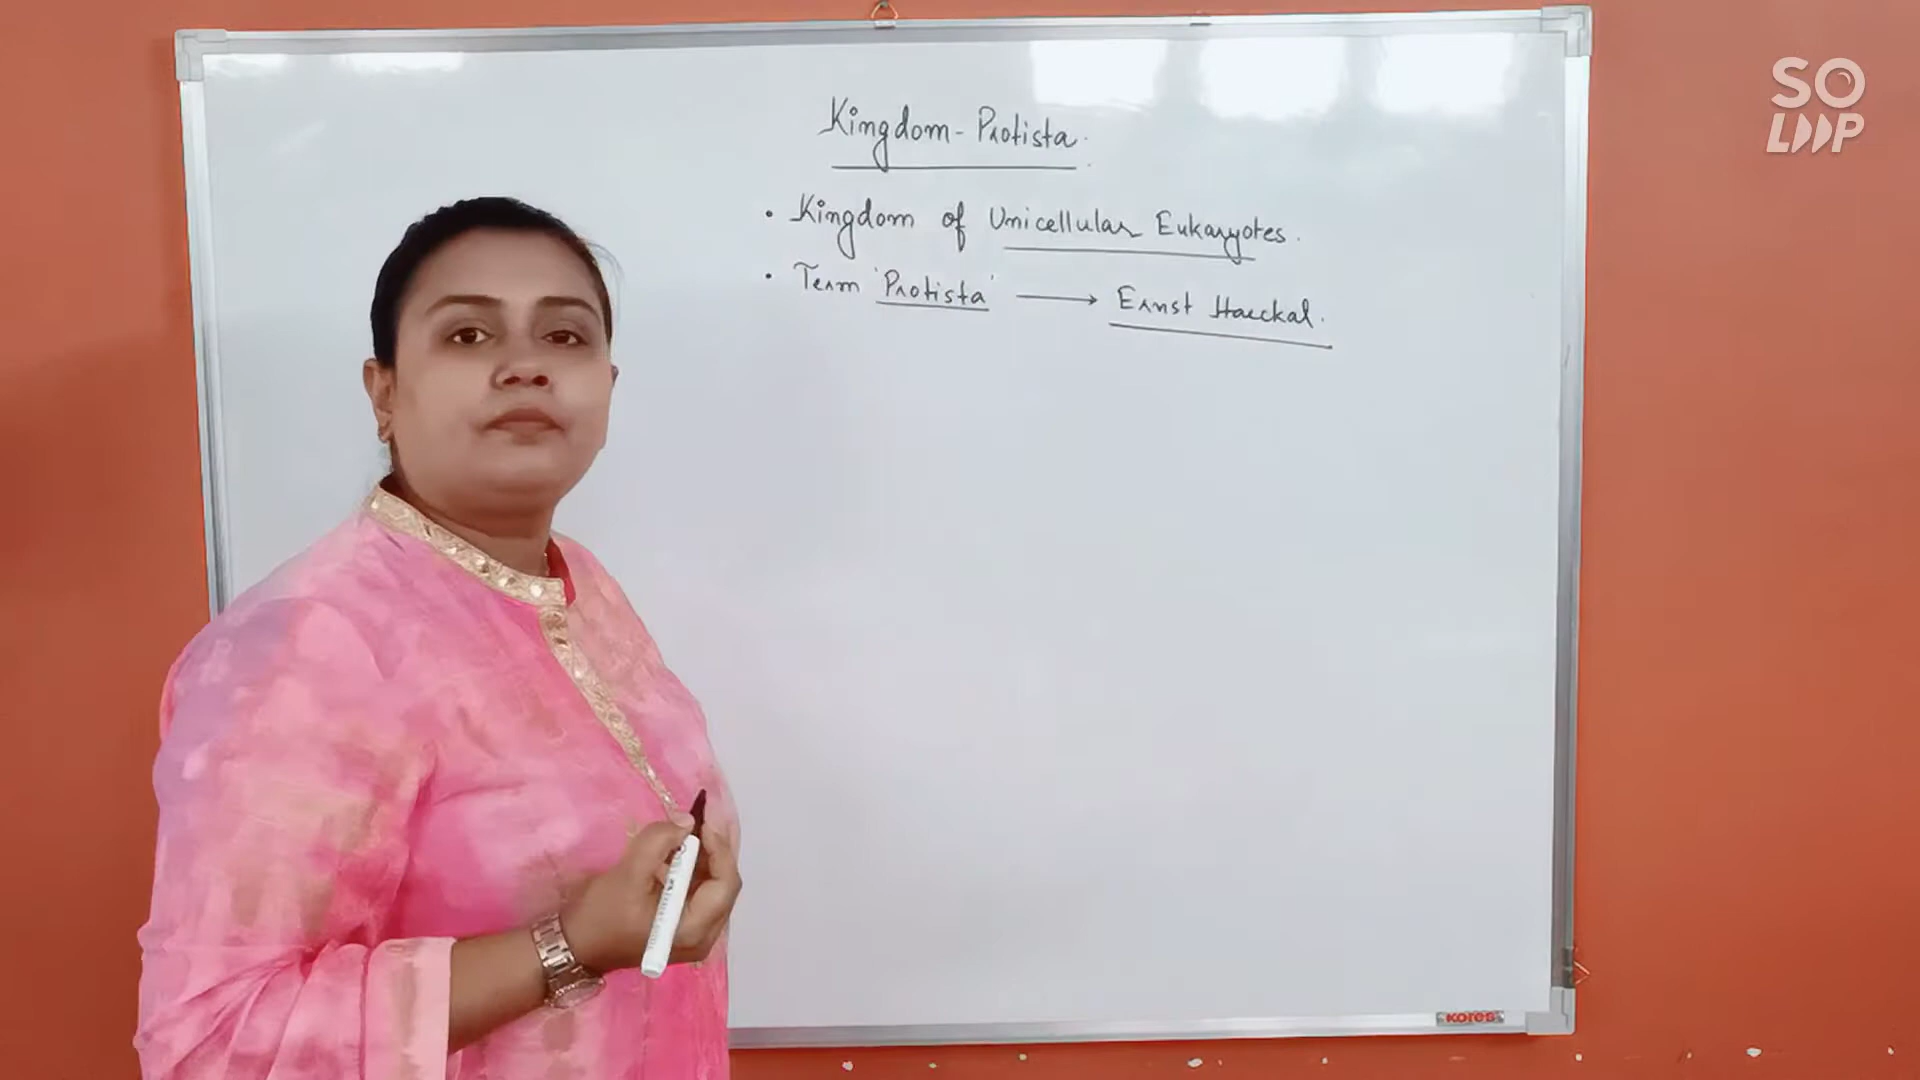 SO
LOOP
Kingdom - Protista.
• Kingdom of Unicellular Eukaryotes.
• Term 'Protista' → Ernst Haeckal.
kores